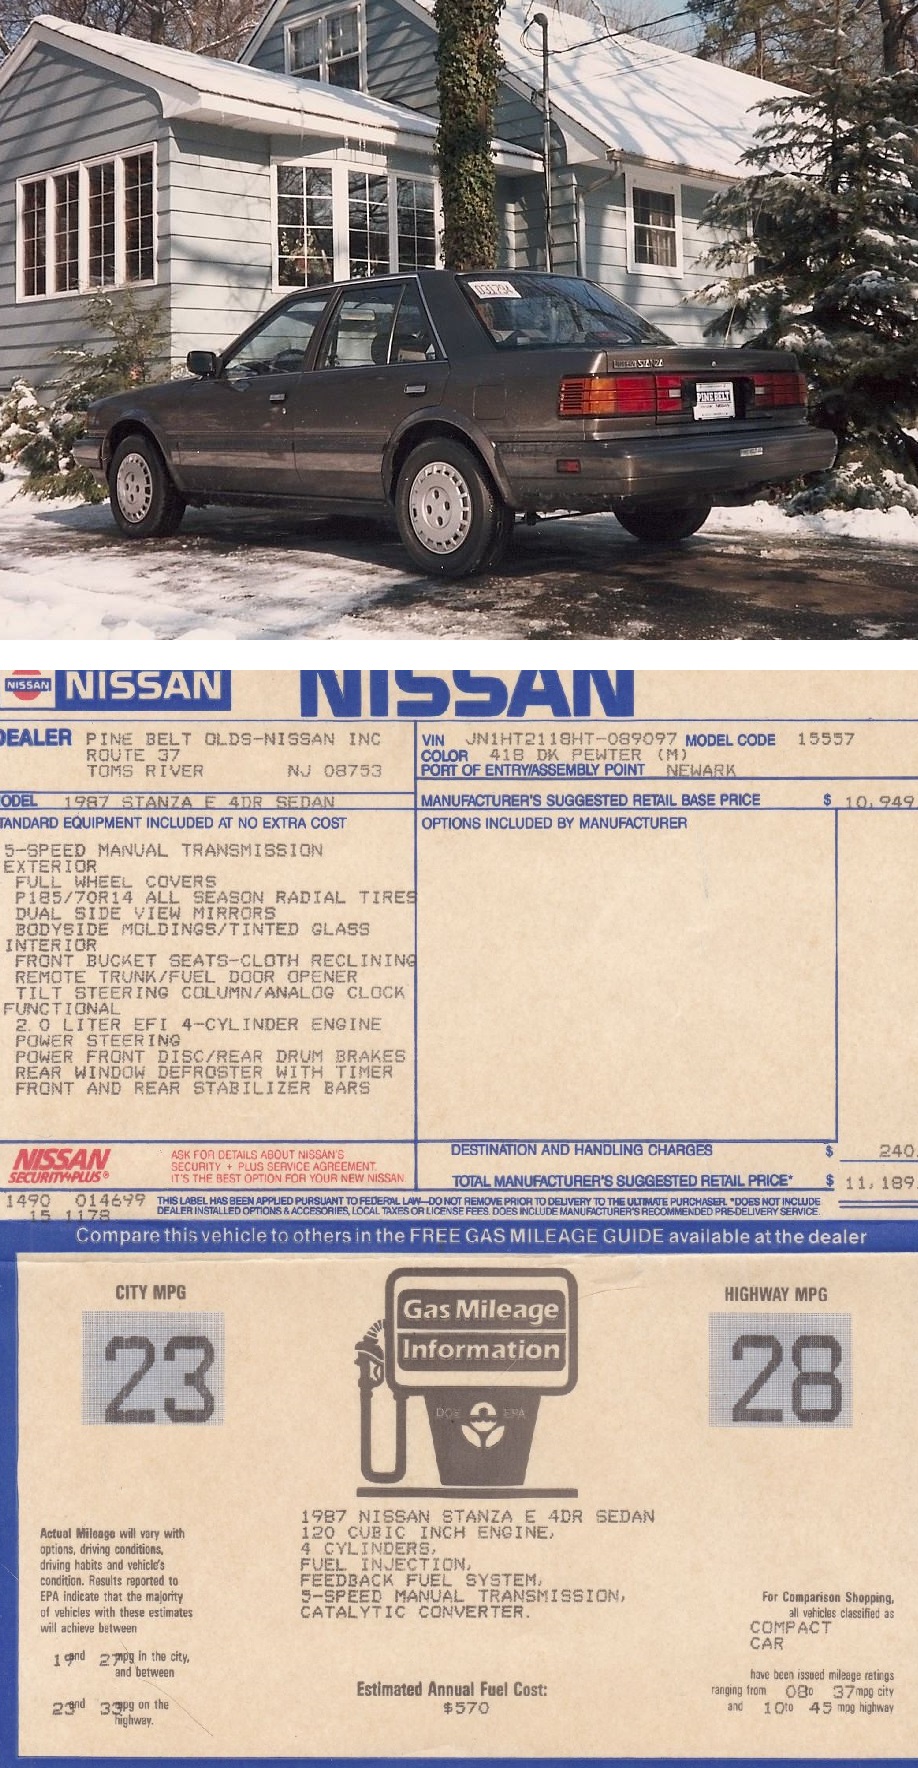 031794
NISSAN STANZA
PINE BELT
NISSAN
NISSAN
NISSAN
DEALER PINE BELT OLDS-NISSAN INC
ROUTE 37
TOMS RIVER NJ 08753
VIN JN1HT2118HT-089097 MODEL CODE 15557
COLOR 418 DK PEWTER (M)
PORT OF ENTRY/ASSEMBLY POINT NEWARK
ODEL 1987 STANZA E 4DR SEDAN
MANUFACTURER'S SUGGESTED RETAIL BASE PRICE $ 10,949
TANDARD EQUIPMENT INCLUDED AT NO EXTRA COST
OPTIONS INCLUDED BY MANUFACTURER
5-SPEED MANUAL TRANSMISSION
EXTERIOR
FULL WHEEL COVERS
P185/70R14 ALL SEASON RADIAL TIRES
DUAL SIDE VIEW MIRRORS
BODYSIDE MOLDINGS/TINTED GLASS
INTERIOR
FRONT BUCKET SEATS-CLOTH RECLINING
REMOTE TRUNK/FUEL DOOR OPENER
TILT STEERING COLUMN/ANALOG CLOCK
FUNCTIONAL
2.0 LITER EFI 4-CYLINDER ENGINE
POWER STEERING
POWER FRONT DISC/REAR DRUM BRAKES
REAR WINDOW DEFROSTER WITH TIMER
FRONT AND REAR STABILIZER BARS
DESTINATION AND HANDLING CHARGES $ 240.
TOTAL MANUFACTURER'S SUGGESTED RETAIL PRICE* $ 11,189.
NISSAN
SECURITY+PLUS®
ASK FOR DETAILS ABOUT NISSAN'S
SECURITY + PLUS SERVICE AGREEMENT.
IT'S THE BEST OPTION FOR YOUR NEW NISSAN.
1490 014699
15 1178
THIS LABEL HAS BEEN APPLIED PURSUANT TO FEDERAL LAW—DO NOT REMOVE PRIOR TO DELIVERY TO THE ULTIMATE PURCHASER. *DOES NOT INCLUDE
DEALER INSTALLED OPTIONS & ACCESORIES, LOCAL TAXES OR LICENSE FEES. DOES INCLUDE MANUFACTURER'S RECOMMENDED PRE-DELIVERY SERVICE.
Compare this vehicle to others in the FREE GAS MILEAGE GUIDE available at the dealer
CITY MPG
23
Gas Mileage
Information
DOE EPA
HIGHWAY MPG
28
1987 NISSAN STANZA E 4DR SEDAN
120 CUBIC INCH ENGINE,
4 CYLINDERS,
FUEL INJECTION,
FEEDBACK FUEL SYSTEM,
5-SPEED MANUAL TRANSMISSION,
CATALYTIC CONVERTER.
Actual Mileage will vary with
options, driving conditions,
driving habits and vehicle's
condition. Results reported to
EPA indicate that the majority
of vehicles with these estimates
will achieve between
19 and 27 mpg in the city,
and between
23 and 33 mpg on the
highway.
Estimated Annual Fuel Cost:
$570
For Comparison Shopping,
all vehicles classified as
COMPACT
CAR
have been issued mileage ratings
ranging from 08 to 37 mpg city
and 10 to 45 mpg highway